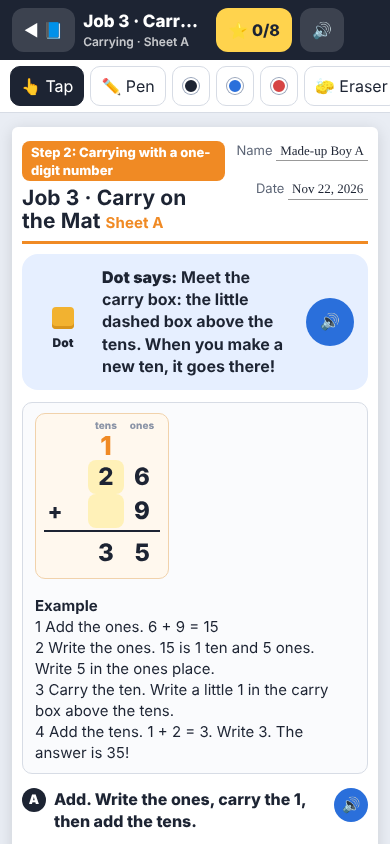 Job 3 · Carr...
Carrying · Sheet A
0/8
Tap
Pen
Eraser
Step 2: Carrying with a one-
digit number
Name Made-up Boy A
Date Nov 22, 2026
Job 3 · Carry on
the Mat Sheet A
Dot says: Meet the
carry box: the little
dashed box above the
tens. When you make a
new ten, it goes there!
Dot
tens ones
1
2 6
+ 9
3 5
Example
1 Add the ones. 6 + 9 = 15
2 Write the ones. 15 is 1 ten and 5 ones.
Write 5 in the ones place.
3 Carry the ten. Write a little 1 in the carry
box above the tens.
4 Add the tens. 1 + 2 = 3. Write 3. The
answer is 35!
A Add. Write the ones, carry the 1,
then add the tens.